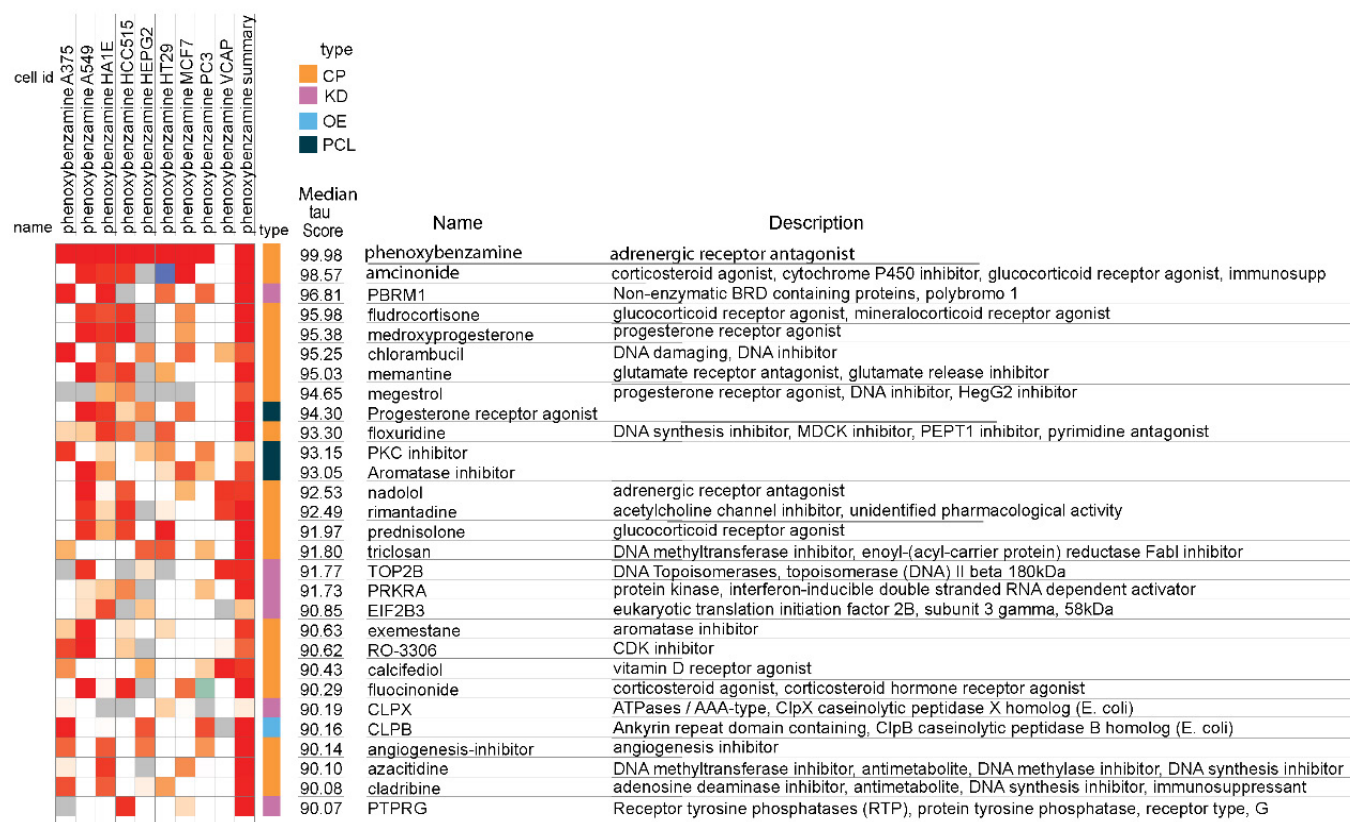 cell id
phenoxybenzamine A375
phenoxybenzamine A549
phenoxybenzamine HA1E
phenoxybenzamine HCC515
phenoxybenzamine HEPG2
phenoxybenzamine HT29
phenoxybenzamine MCF7
phenoxybenzamine PC3
phenoxybenzamine VCAP
phenoxybenzamine summary
type
CP
KD
OE
PCL
name
type
Median
tau
Score
Name
Description
99.98 phenoxybenzamine adrenergic receptor antagonist
98.57 amcinonide corticosteroid agonist, cytochrome P450 inhibitor, glucocorticoid receptor agonist, immunosupp
96.81 PBRM1 Non-enzymatic BRD containing proteins, polybromo 1
95.98 fludrocortisone glucocorticoid receptor agonist, mineralocorticoid receptor agonist
95.38 medroxyprogesterone progesterone receptor agonist
95.25 chlorambucil DNA damaging, DNA inhibitor
95.03 memantine glutamate receptor antagonist, glutamate release inhibitor
94.65 megestrol progesterone receptor agonist, DNA inhibitor, HegG2 inhibitor
94.30 Progesterone receptor agonist
93.30 floxuridine DNA synthesis inhibitor, MDCK inhibitor, PEPT1 inhibitor, pyrimidine antagonist
93.15 PKC inhibitor
93.05 Aromatase inhibitor
92.53 nadolol adrenergic receptor antagonist
92.49 rimantadine acetylcholine channel inhibitor, unidentified pharmacological activity
91.97 prednisolone glucocorticoid receptor agonist
91.80 triclosan DNA methyltransferase inhibitor, enoyl-(acyl-carrier protein) reductase FabI inhibitor
91.77 TOP2B DNA Topoisomerases, topoisomerase (DNA) II beta 180kDa
91.73 PRKRA protein kinase, interferon-inducible double stranded RNA dependent activator
90.85 EIF2B3 eukaryotic translation initiation factor 2B, subunit 3 gamma, 58kDa
90.63 exemestane aromatase inhibitor
90.62 RO-3306 CDK inhibitor
90.43 calcifediol vitamin D receptor agonist
90.29 fluocinonide corticosteroid agonist, corticosteroid hormone receptor agonist
90.19 CLPX ATPases / AAA-type, ClpX caseinolytic peptidase X homolog (E. coli)
90.16 CLPB Ankyrin repeat domain containing, ClpB caseinolytic peptidase B homolog (E. coli)
90.14 angiogenesis-inhibitor angiogenesis inhibitor
90.10 azacitidine DNA methyltransferase inhibitor, antimetabolite, DNA methylase inhibitor, DNA synthesis inhibitor
90.08 cladribine adenosine deaminase inhibitor, antimetabolite, DNA synthesis inhibitor, immunosuppressant
90.07 PTPRG Receptor tyrosine phosphatases (RTP), protein tyrosine phosphatase, receptor type, G